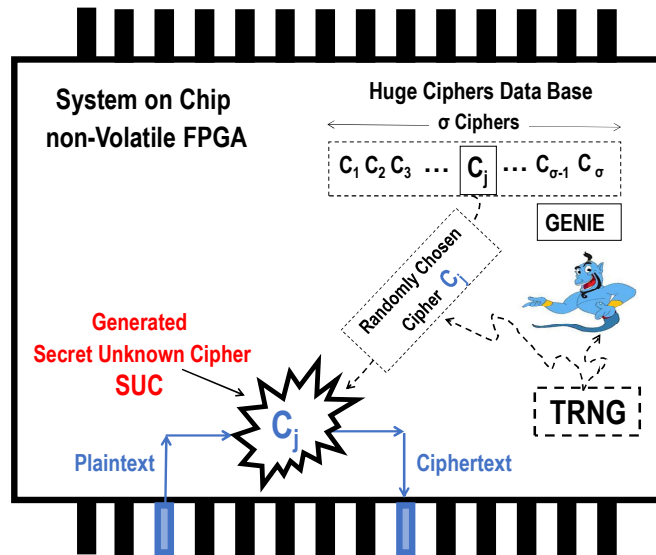 System on Chip
non-Volatile FPGA
Huge Ciphers Data Base
σ Ciphers
C₁ C₂ C₃ ... Cⱼ ... Cσ-1 Cσ
GENIE
Randomly Chosen
Cipher Cⱼ
Generated
Secret Unknown Cipher
SUC
TRNG
Cⱼ
Plaintext
Ciphertext